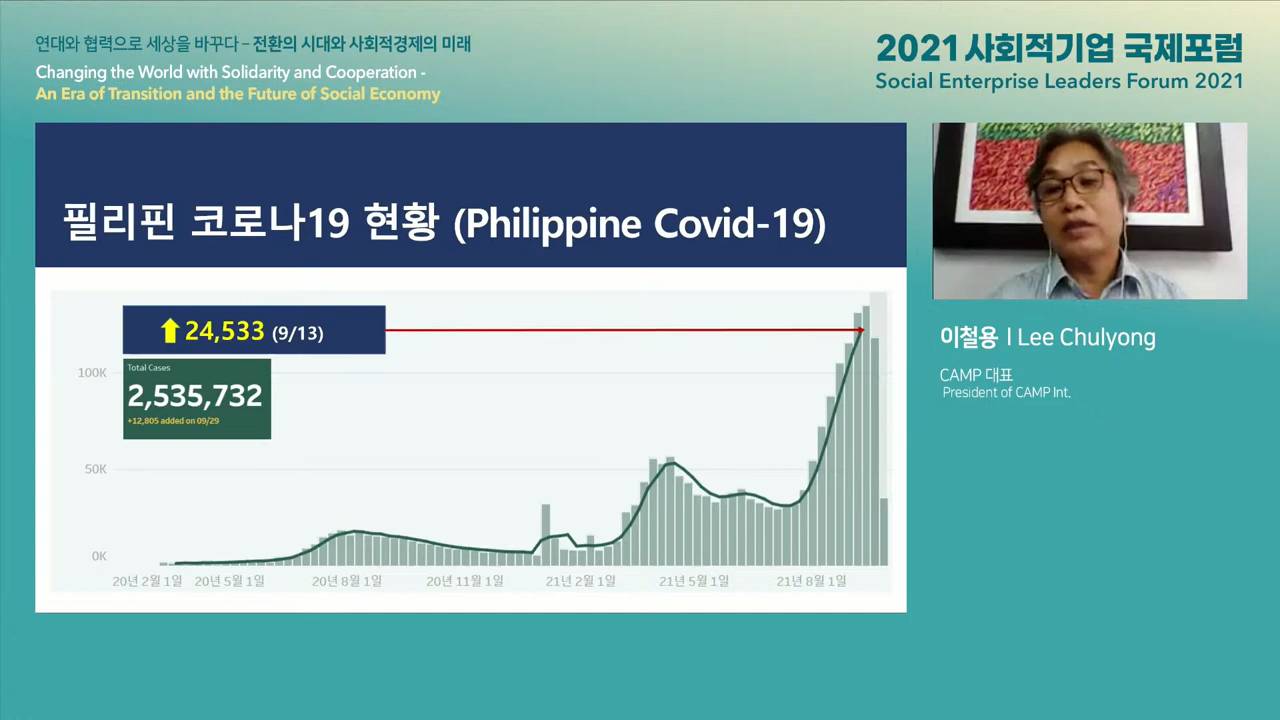 연대와 협력으로 세상을 바꾸다 – 전환의 시대와 사회적경제의 미래
Changing the World with Solidarity and Cooperation -
An Era of Transition and the Future of Social Economy
2021 사회적기업 국제포럼
Social Enterprise Leaders Forum 2021
필리핀 코로나19 현황 (Philippine Covid-19)
24,533 (9/13)
Total Cases
2,535,732
+12,805 added on 09/29
100K
50K
0K
20년 2월 1일 20년 5월 1일 20년 8월 1일 20년 11월 1일 21년 2월 1일 21년 5월 1일 21년 8월 1일
이철용 | Lee Chulyong
CAMP 대표
President of CAMP Int.